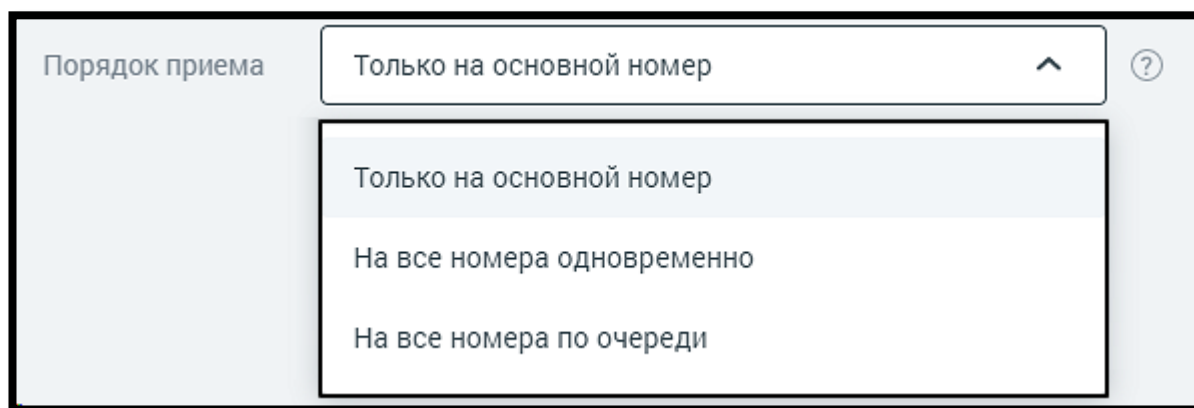 Порядок приема Только на основной номер ?
Только на основной номер
На все номера одновременно
На все номера по очереди